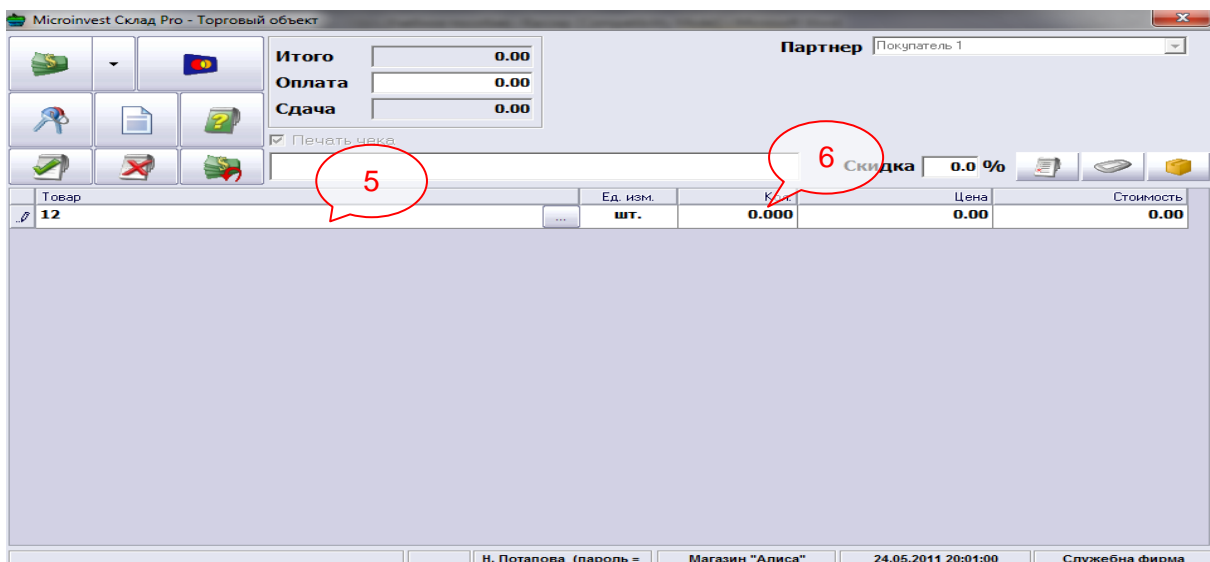 Microinvest Склад Pro - Торговый объект
Итого 0.00
Партнер Покупатель 1
Оплата 0.00
Сдача 0.00
Печать чека
5
6
Скидка 0.0 %
Товар Ед. изм. Кол. Цена Стоимость
12 ... шт. 0.000 0.00 0.00
Н. Потапова (пароль = Магазин "Алиса" 24.05.2011 20:01:00 Служебна фирма